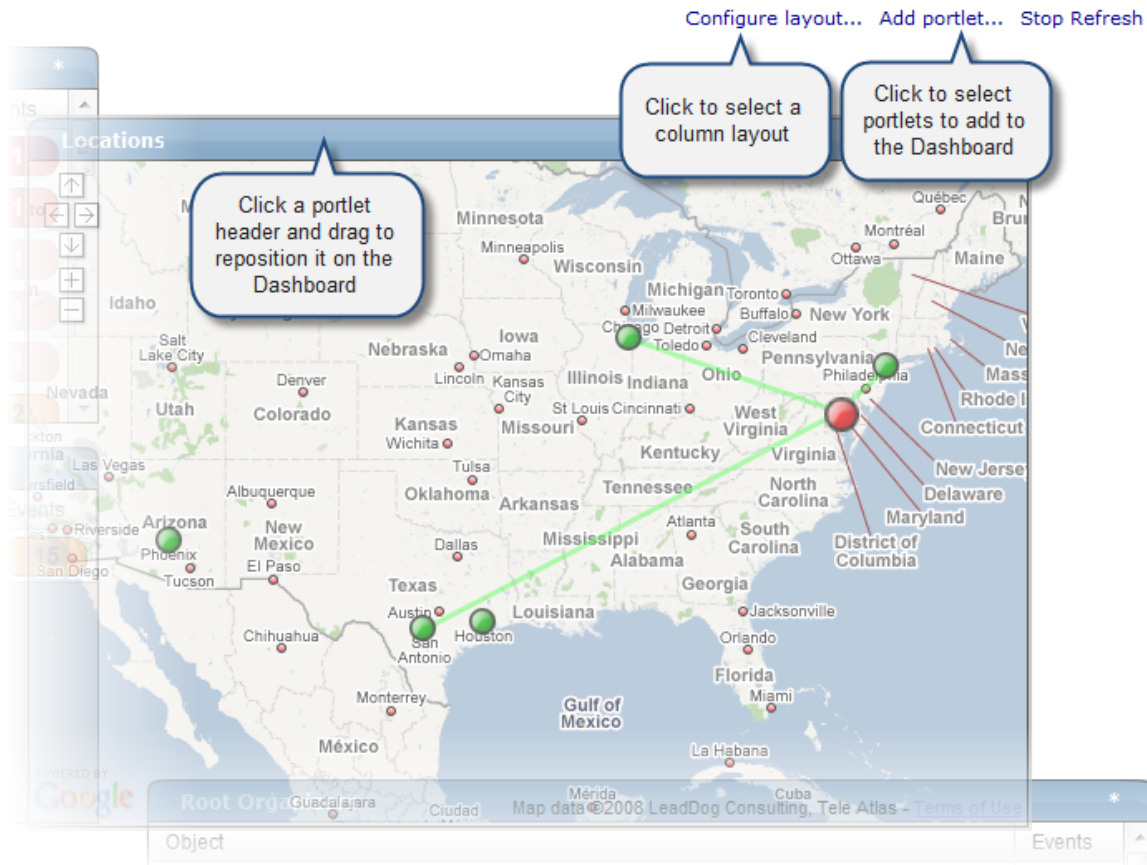 Configure layout... Add portlet... Stop Refresh
*
nts
Click to select a
column layout
Click to select
portlets to add to
the Dashboard
Locations
Click a portlet
header and drag to
reposition it on the
Dashboard
Québec
Montréal
Ottawa
Maine
Minnesota
Minneapolis
Wisconsin
Michigan
Toronto
Milwaukee
Buffalo
New York
Idaho
Chicago
Detroit
Iowa
Toledo
Cleveland
Salt
Lake City
Nebraska
Omaha
Pennsylvania
Philadelphia
Lincoln
Illinois
Indiana
Ohio
Denver
Kansas
City
Nevada
Utah
Colorado
St Louis
Cincinnati
West
Virginia
Kansas
Missouri
Rhode
Connecticut
Wichita
Kentucky
Virginia
Las Vegas
Tulsa
New Jersey
Albuquerque
Oklahoma
Tennessee
North
Carolina
Delaware
Arkansas
Events
Maryland
Riverside
Arizona
New
Mexico
Atlanta
South
Carolina
Mississippi
Dallas
District of
Columbia
15
Phoenix
El Paso
Alabama
San Diego
Tucson
Texas
Georgia
Austin
Louisiana
Jacksonville
San
Antonio
Houston
Chihuahua
Orlando
Florida
Monterrey
Miami
Gulf of
Mexico
México
La Habana
POWERED BY
Google
Mérida
Cuba
Root
Guadalajara
Ciudad
Map data ©2008 LeadDog Consulting, Tele Atlas - Terms of Use
*
Object
Events